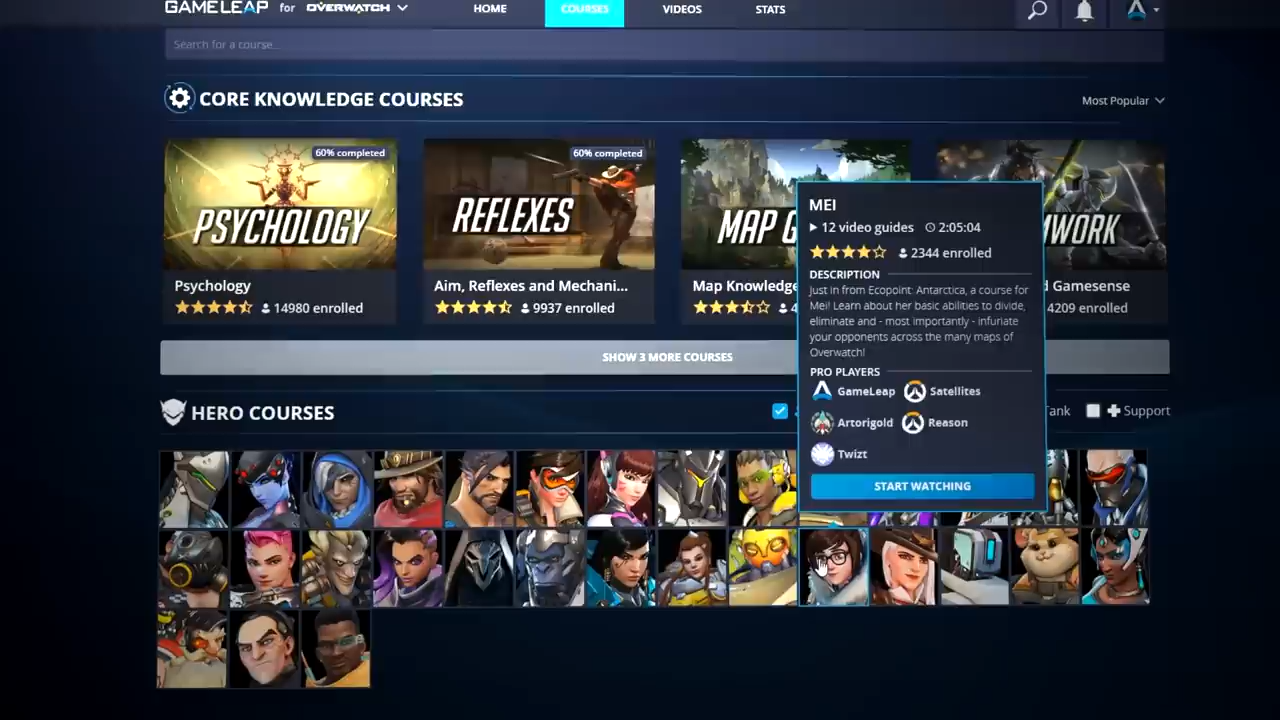 GAMELEAP for OVERWATCH
HOME
COURSES
VIDEOS
STATS
Search for a course...
CORE KNOWLEDGE COURSES
Most Popular
60% completed
PSYCHOLOGY
Psychology
14980 enrolled
60% completed
REFLEXES
Aim, Reflexes and Mechani...
9937 enrolled
MAP
Map Knowledge
Gamesense
4209 enrolled
SHOW 3 MORE COURSES
MEI
12 video guides 2:05:04
2344 enrolled
DESCRIPTION
Just in from Ecopoint: Antarctica, a course for
Mei! Learn about her basic abilities to divide,
eliminate and - most importantly - infuriate
your opponents across the many maps of
Overwatch!
PRO PLAYERS
GameLeap Satellites
Artorigold Reason
Twizt
START WATCHING
HERO COURSES
Tank
Support